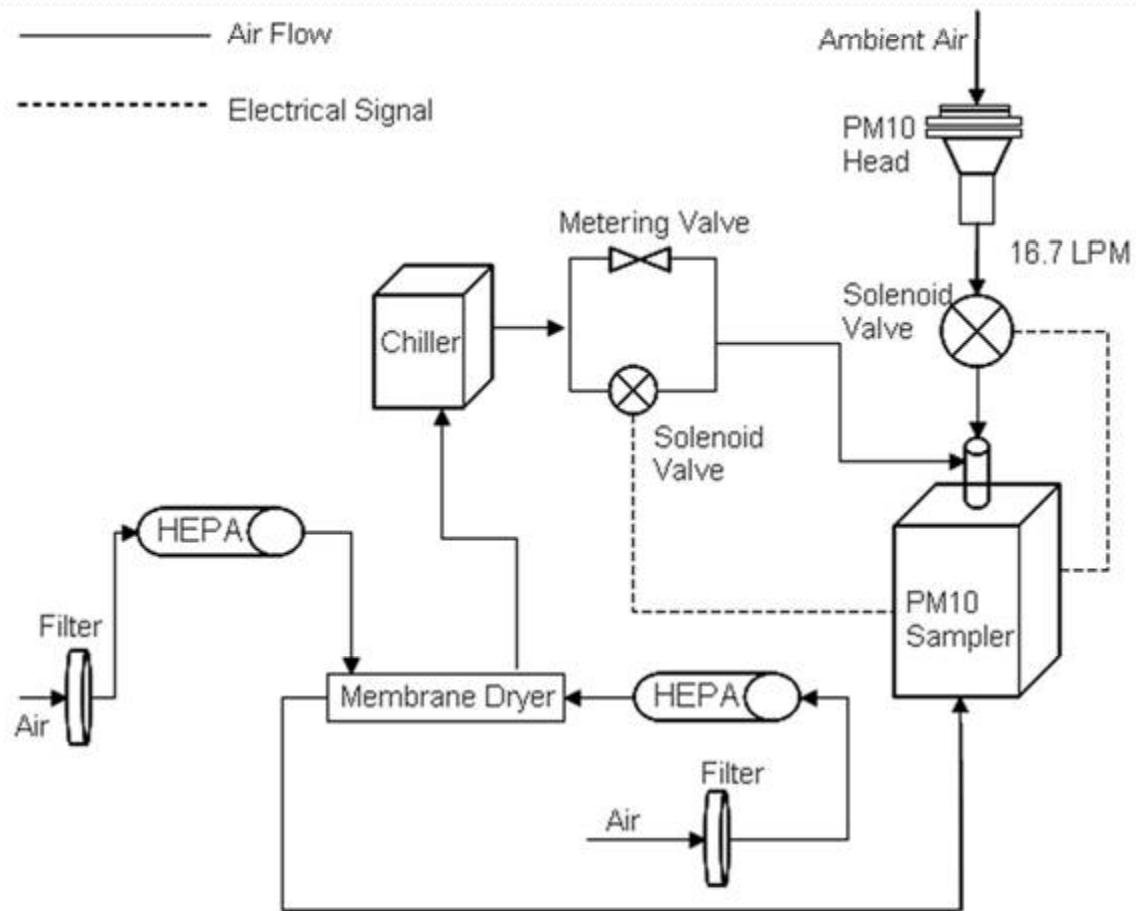 Air Flow
Electrical Signal
Ambient Air
PM10
Head
16.7 LPM
Solenoid
Valve
Metering Valve
Chiller
Solenoid
Valve
HEPA
Filter
Air
Membrane Dryer
HEPA
PM10
Sampler
Filter
Air